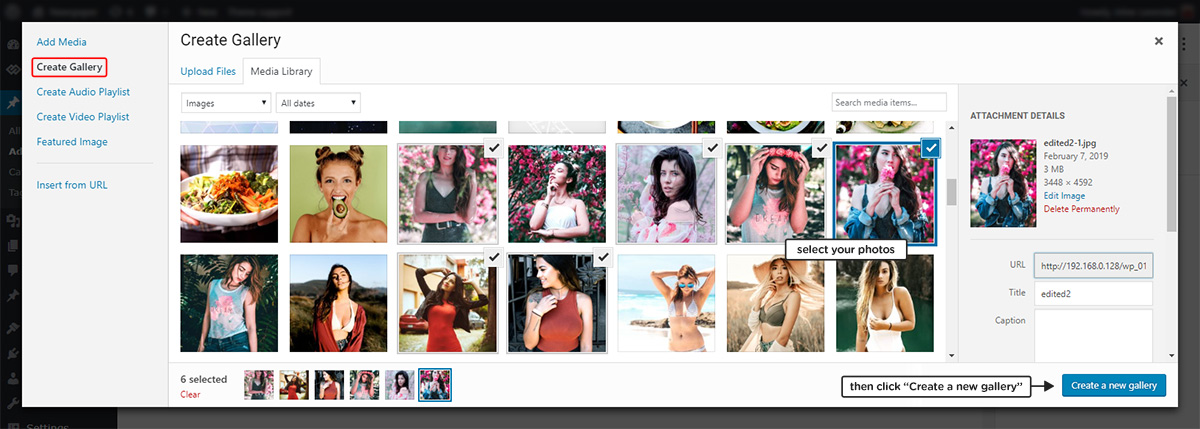 Add Media
Create Gallery
Create Audio Playlist
Create Video Playlist
Featured Image
Insert from URL
Create Gallery
Upload Files
Media Library
Images
All dates
Search media items...
select your photos
6 selected
Clear
then click “Create a new gallery”
Create a new gallery
ATTACHMENT DETAILS
edited2-1.jpg
February 7, 2019
3 MB
3448 × 4592
Edit Image
Delete Permanently
URL
http://192.168.0.128/wp_01
Title
edited2
Caption
Settings